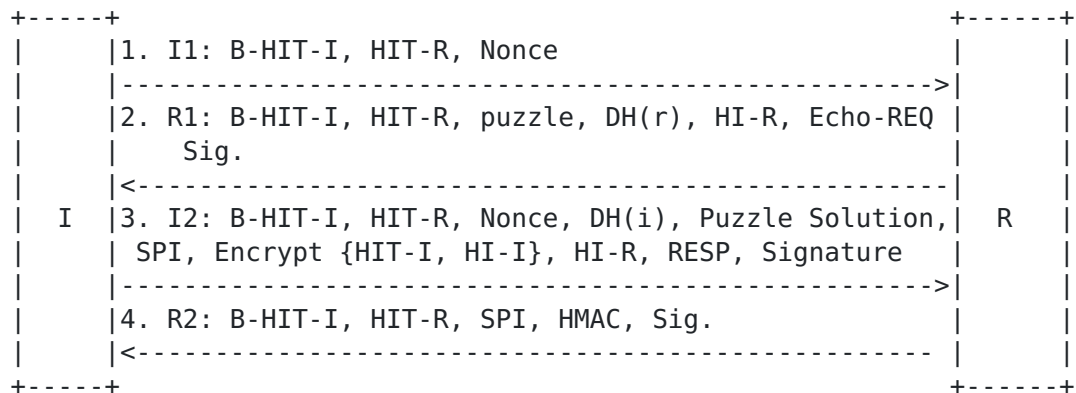 1. I1: B-HIT-I, HIT-R, Nonce
2. R1: B-HIT-I, HIT-R, puzzle, DH(r), HI-R, Echo-REQ
Sig.
I
3. I2: B-HIT-I, HIT-R, Nonce, DH(i), Puzzle Solution,
R
SPI, Encrypt {HIT-I, HI-I}, HI-R, RESP, Signature
4. R2: B-HIT-I, HIT-R, SPI, HMAC, Sig.